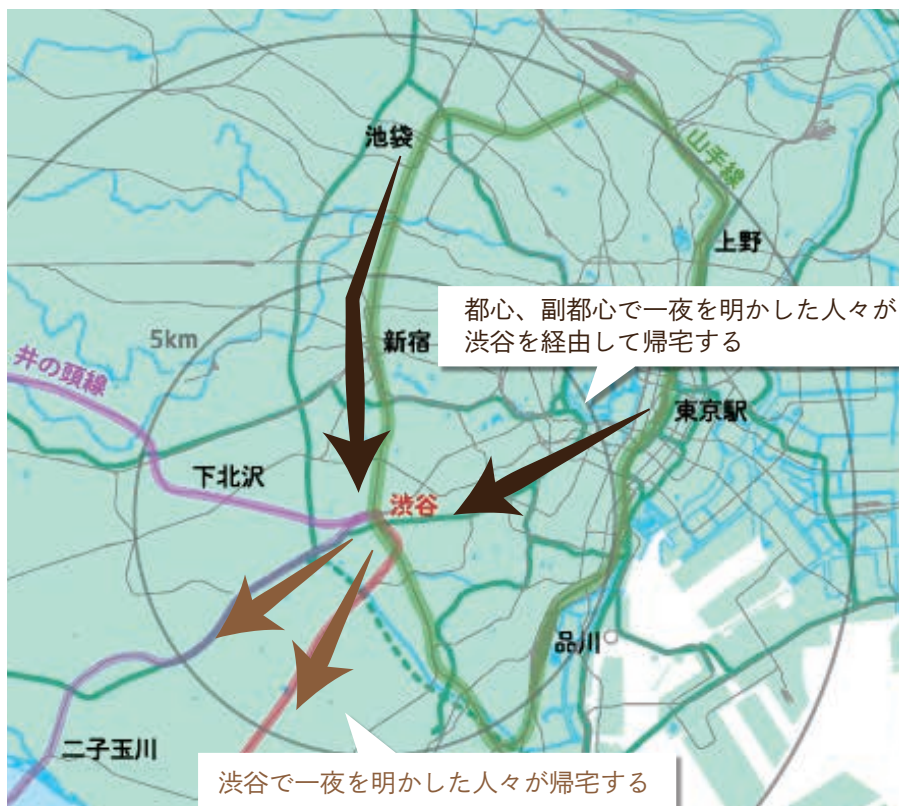 池袋
山手線
上野
都心、副都心で一夜を明かした人々が
渋谷を経由して帰宅する
5km
新宿
井の頭線
東京駅
下北沢
渋谷
品川
二子玉川
渋谷で一夜を明かした人々が帰宅する